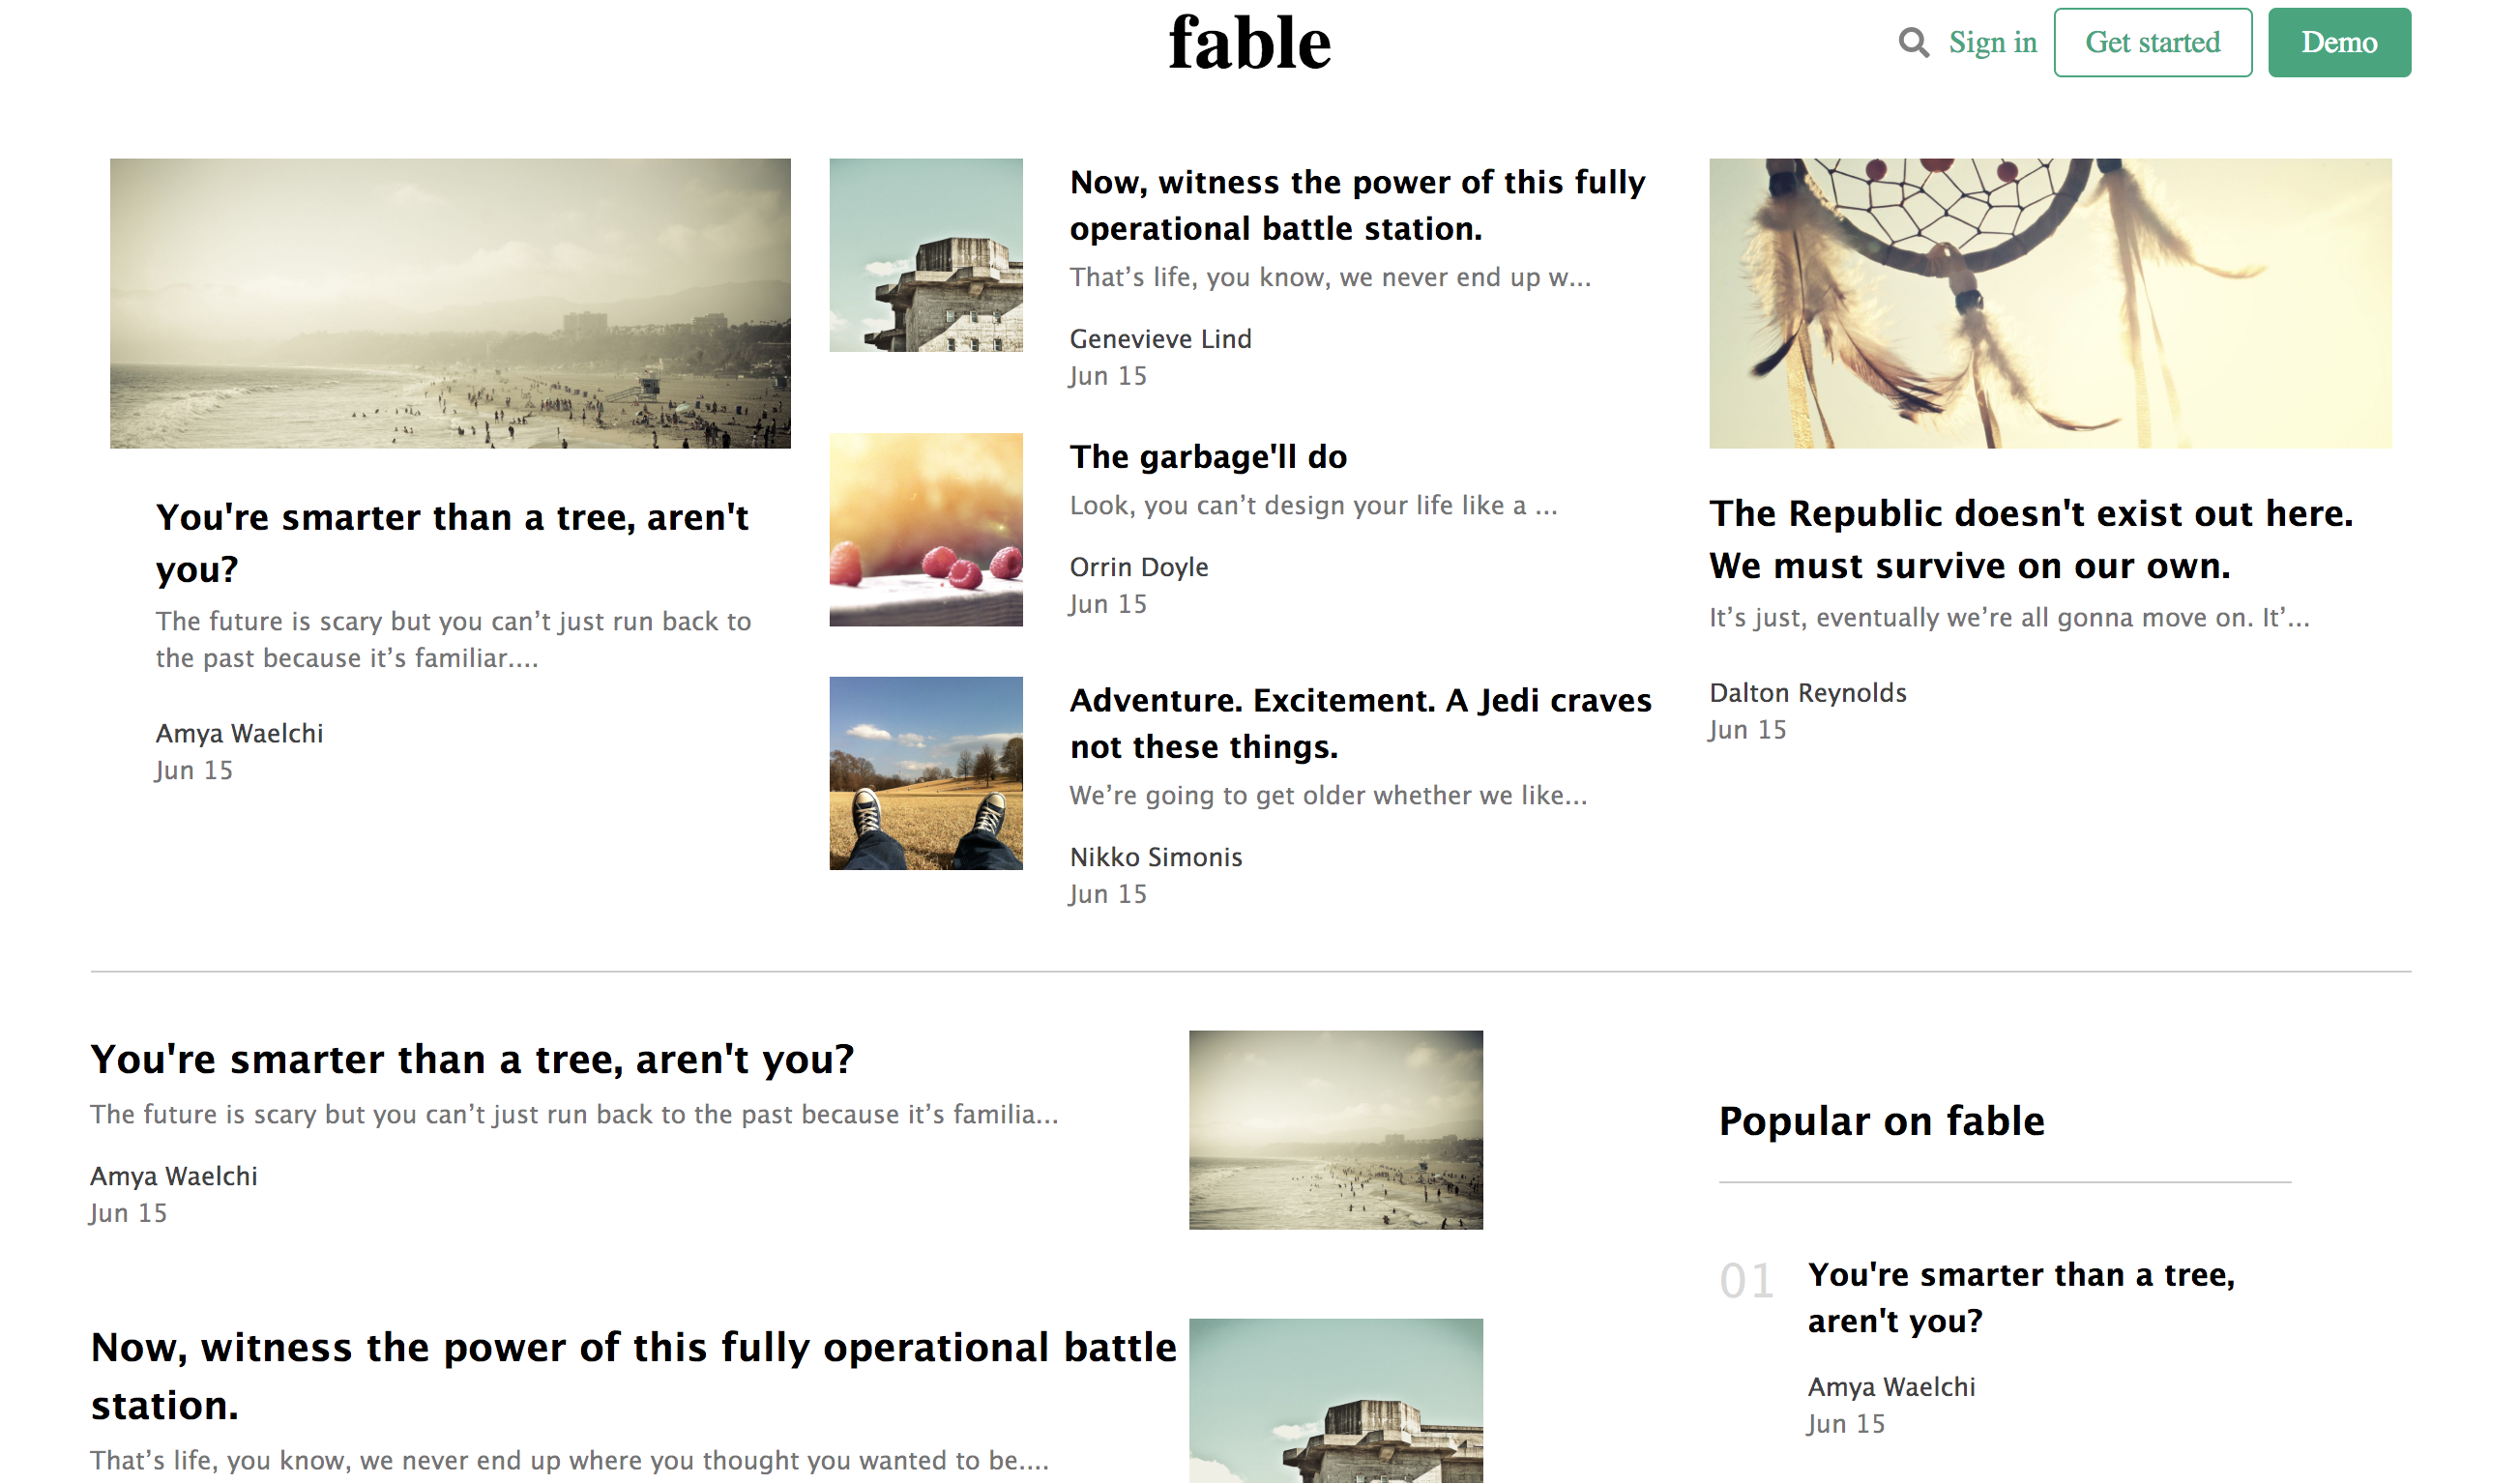 fable
Sign in
Get started
Demo
You're smarter than a tree, aren't
you?
The future is scary but you can’t just run back to
the past because it’s familiar....
Amya Waelchi
Jun 15
Now, witness the power of this fully
operational battle station.
That’s life, you know, we never end up w...
Genevieve Lind
Jun 15
The garbage'll do
Look, you can’t design your life like a ...
Orrin Doyle
Jun 15
Adventure. Excitement. A Jedi craves
not these things.
We’re going to get older whether we like...
Nikko Simonis
Jun 15
The Republic doesn't exist out here.
We must survive on our own.
It’s just, eventually we’re all gonna move on. It’...
Dalton Reynolds
Jun 15
You're smarter than a tree, aren't you?
The future is scary but you can’t just run back to the past because it’s familia...
Amya Waelchi
Jun 15
Now, witness the power of this fully operational battle
station.
That’s life, you know, we never end up where you thought you wanted to be....
Popular on fable
01
You're smarter than a tree,
aren't you?
Amya Waelchi
Jun 15